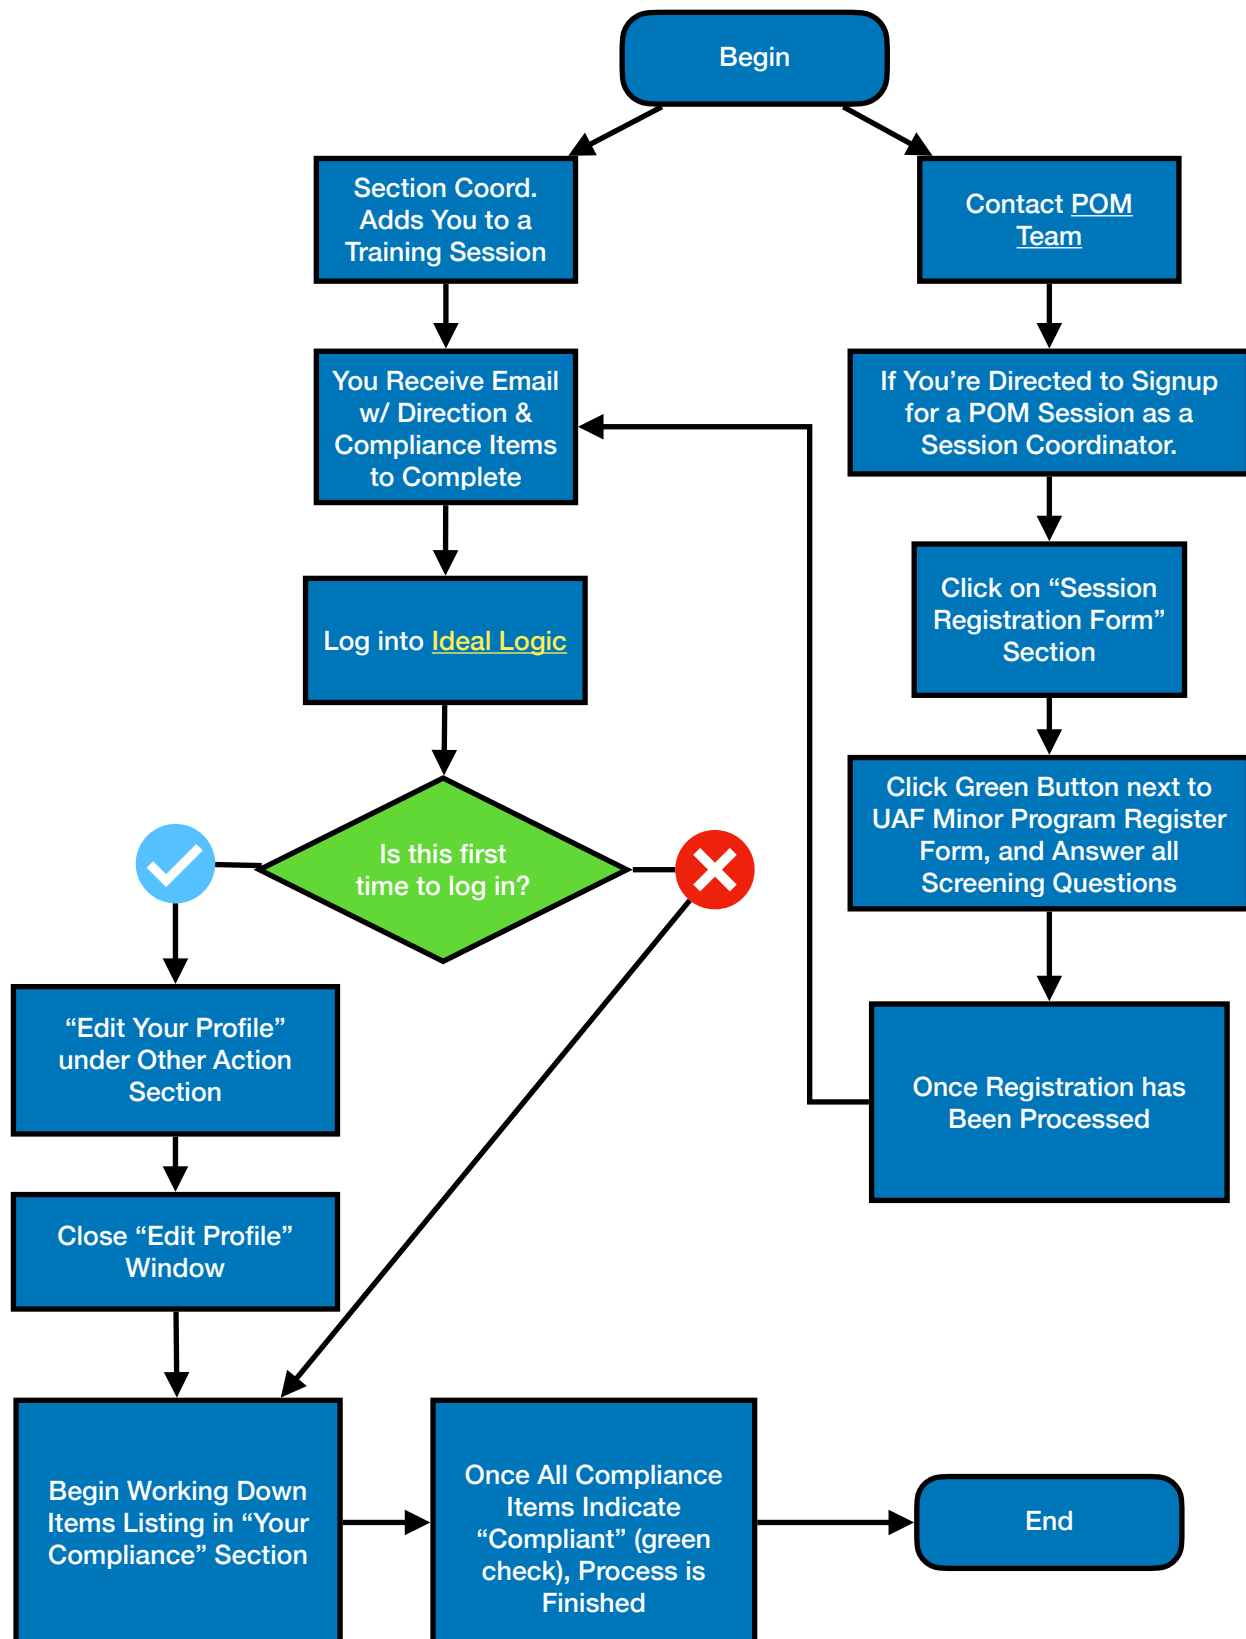 Begin
Section Coord.
Adds You to a
Training Session
Contact POM
Team
You Receive Email
w/ Direction &
Compliance Items
to Complete
If You’re Directed to Signup
for a POM Session as a
Session Coordinator.
Log into Ideal Logic
Click on “Session
Registration Form”
Section
Is this first
time to log in?
Click Green Button next to
UAF Minor Program Register
Form, and Answer all
Screening Questions
“Edit Your Profile”
under Other Action
Section
Once Registration has
Been Processed
Close “Edit Profile”
Window
Begin Working Down
Items Listing in “Your
Compliance” Section
Once All Compliance
Items Indicate
“Compliant” (green
check), Process is
Finished
End